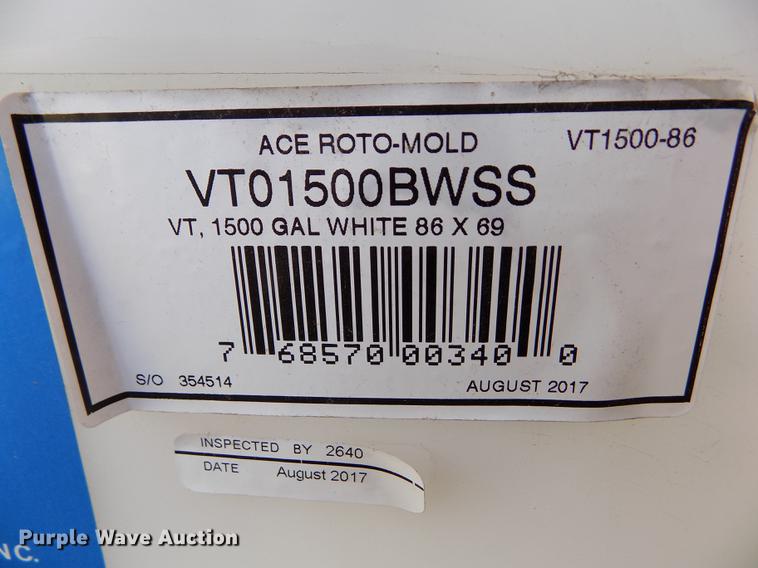 ACE ROTO-MOLD VT1500-86
VT01500BWSS
VT, 1500 GAL WHITE 86 X 69
7 68570 00340 0
S/O 354514 AUGUST 2017
INSPECTED BY 2640
DATE August 2017
NC.
Purple Wave Auction